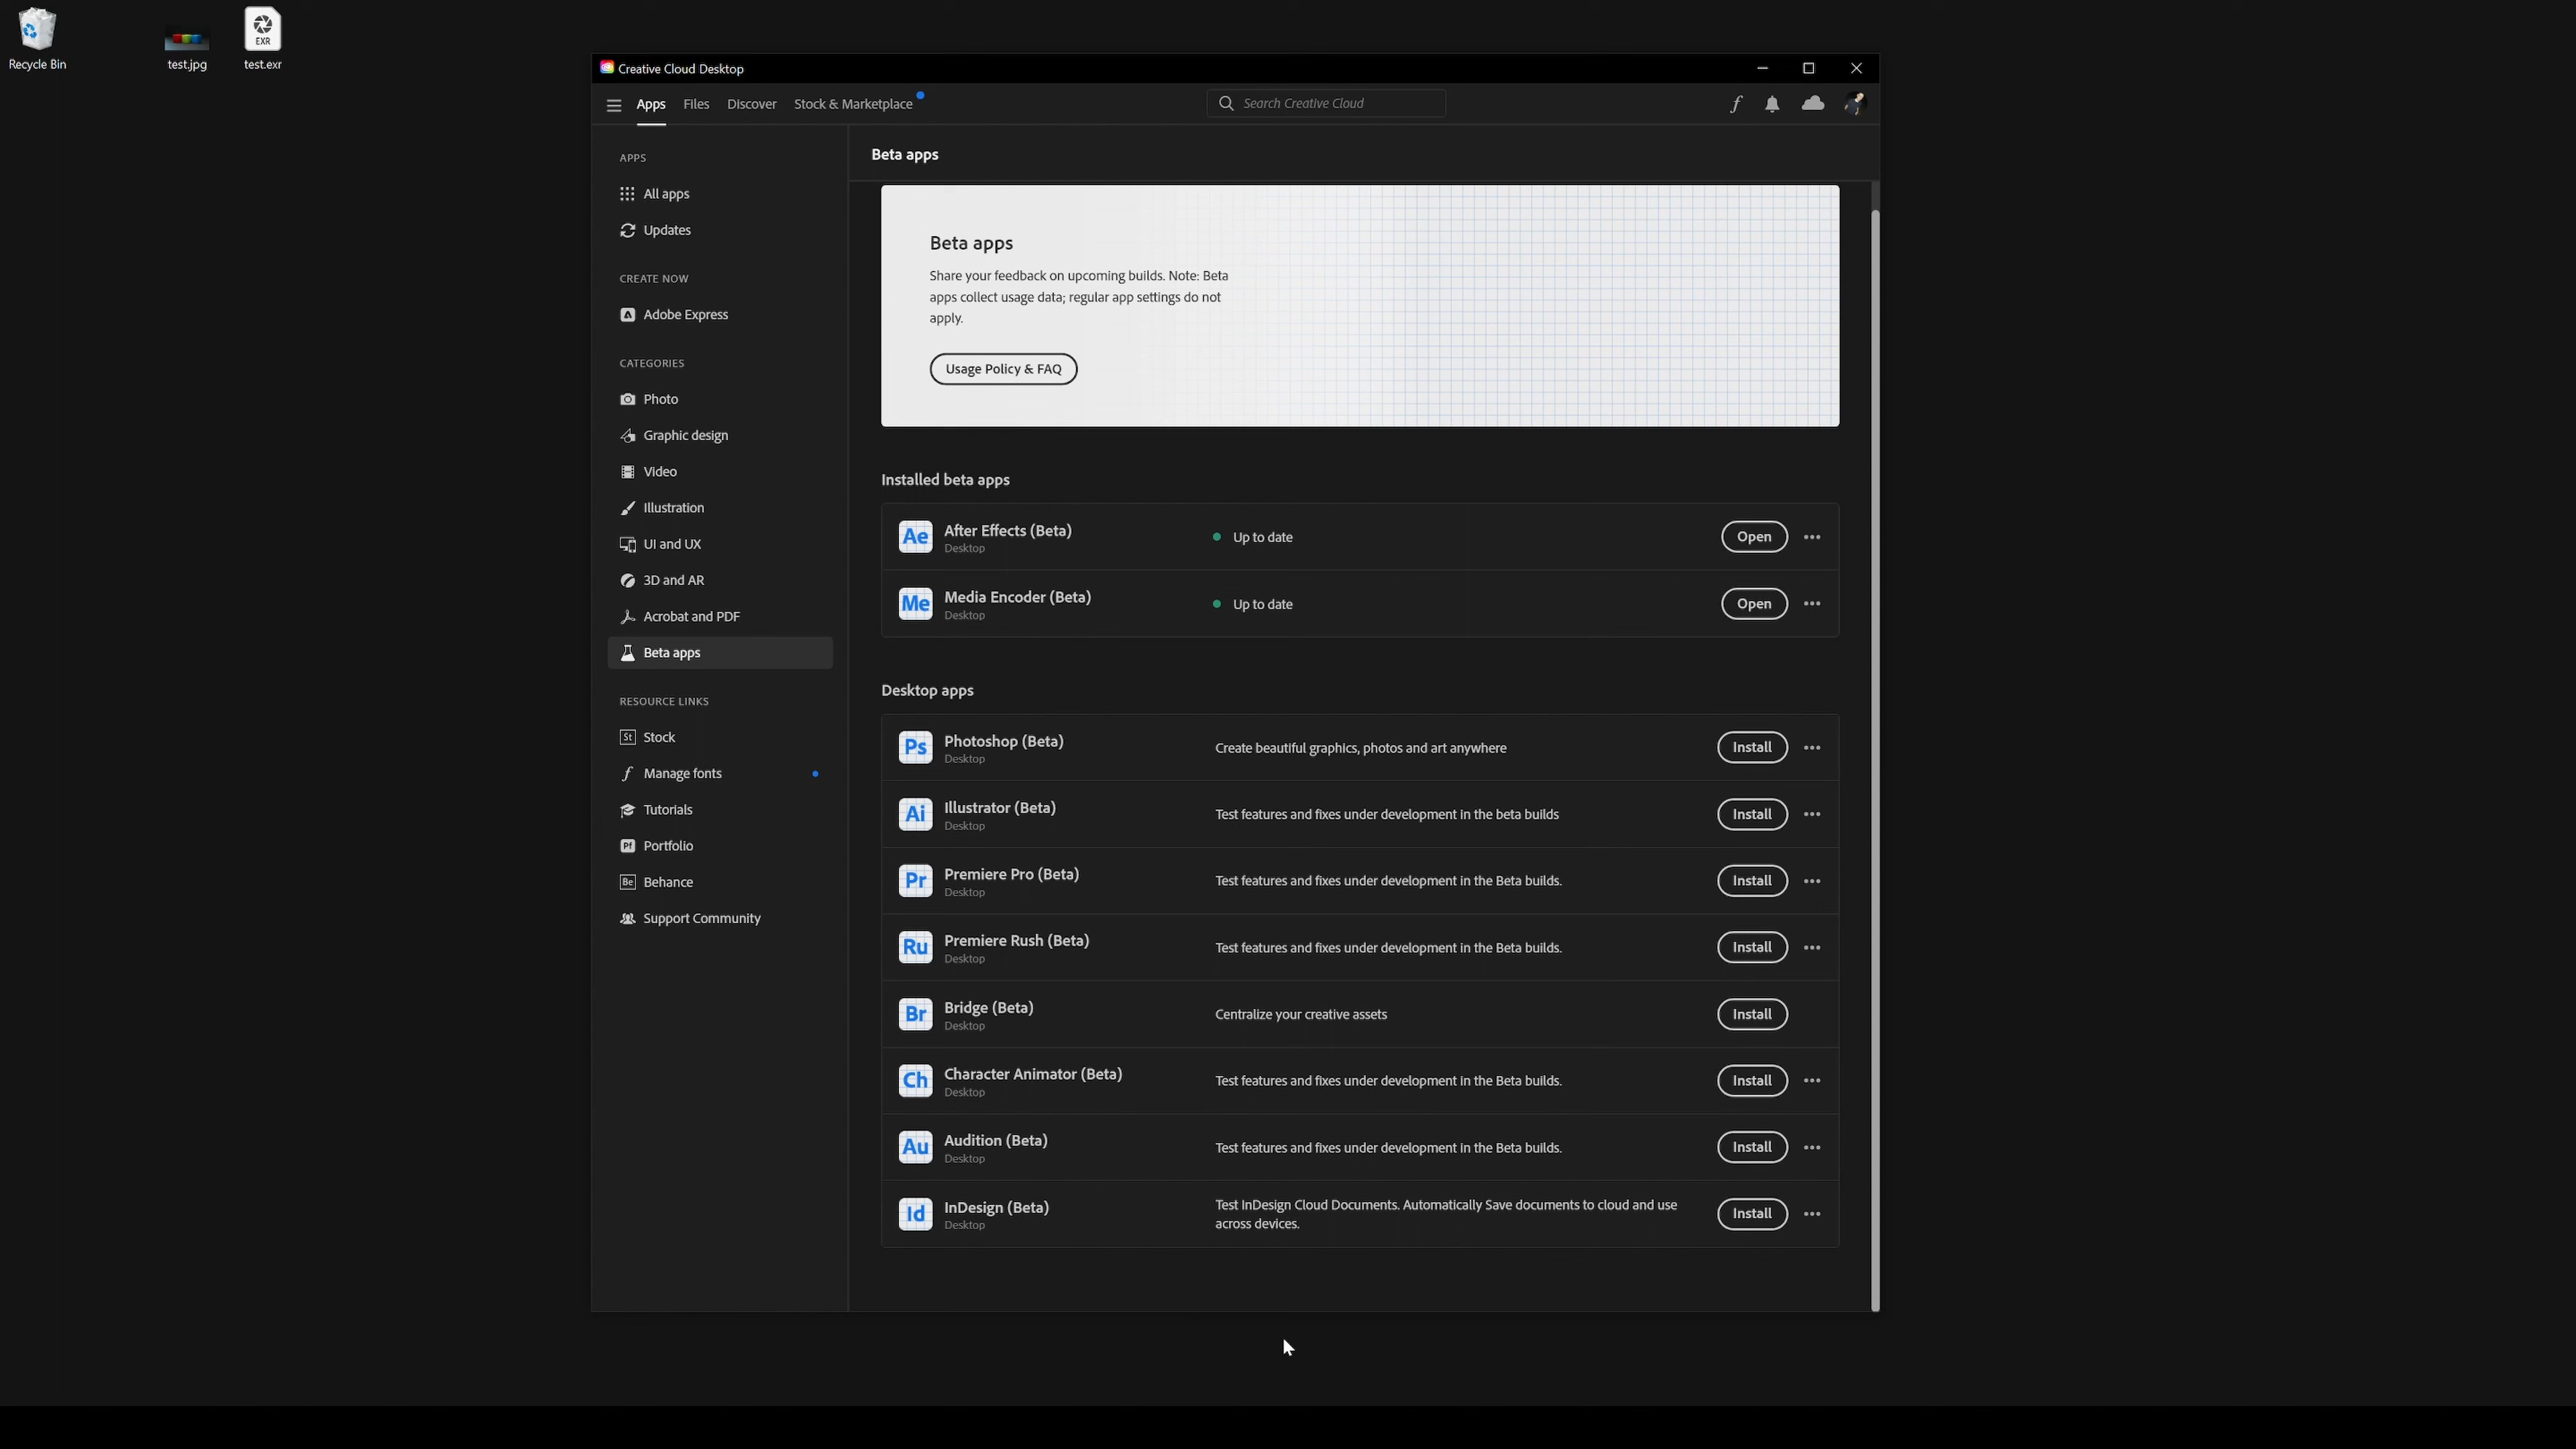 Recycle Bin
test.jpg
EXR
test.exr
Creative Cloud Desktop
Apps
Files
Discover
Stock & Marketplace
Search Creative Cloud
APPS
All apps
Updates
CREATE NOW
Adobe Express
CATEGORIES
Photo
Graphic design
Video
Illustration
UI and UX
3D and AR
Acrobat and PDF
Beta apps
RESOURCE LINKS
St
Stock
Manage fonts
Tutorials
Pf
Portfolio
Be
Behance
Support Community
Beta apps
Beta apps
Share your feedback on upcoming builds. Note: Beta
apps collect usage data; regular app settings do not
apply.
Usage Policy & FAQ
Installed beta apps
Ae
After Effects (Beta)
Desktop
Up to date
Open
Me
Media Encoder (Beta)
Desktop
Up to date
Open
Desktop apps
Ps
Photoshop (Beta)
Desktop
Create beautiful graphics, photos and art anywhere
Install
Ai
Illustrator (Beta)
Desktop
Test features and fixes under development in the beta builds
Install
Pr
Premiere Pro (Beta)
Desktop
Test features and fixes under development in the Beta builds.
Install
Ru
Premiere Rush (Beta)
Desktop
Test features and fixes under development in the Beta builds.
Install
Br
Bridge (Beta)
Desktop
Centralize your creative assets
Install
Ch
Character Animator (Beta)
Desktop
Test features and fixes under development in the Beta builds.
Install
Au
Audition (Beta)
Desktop
Test features and fixes under development in the Beta builds.
Install
Id
InDesign (Beta)
Desktop
Test InDesign Cloud Documents. Automatically Save documents to cloud and use
across devices.
Install